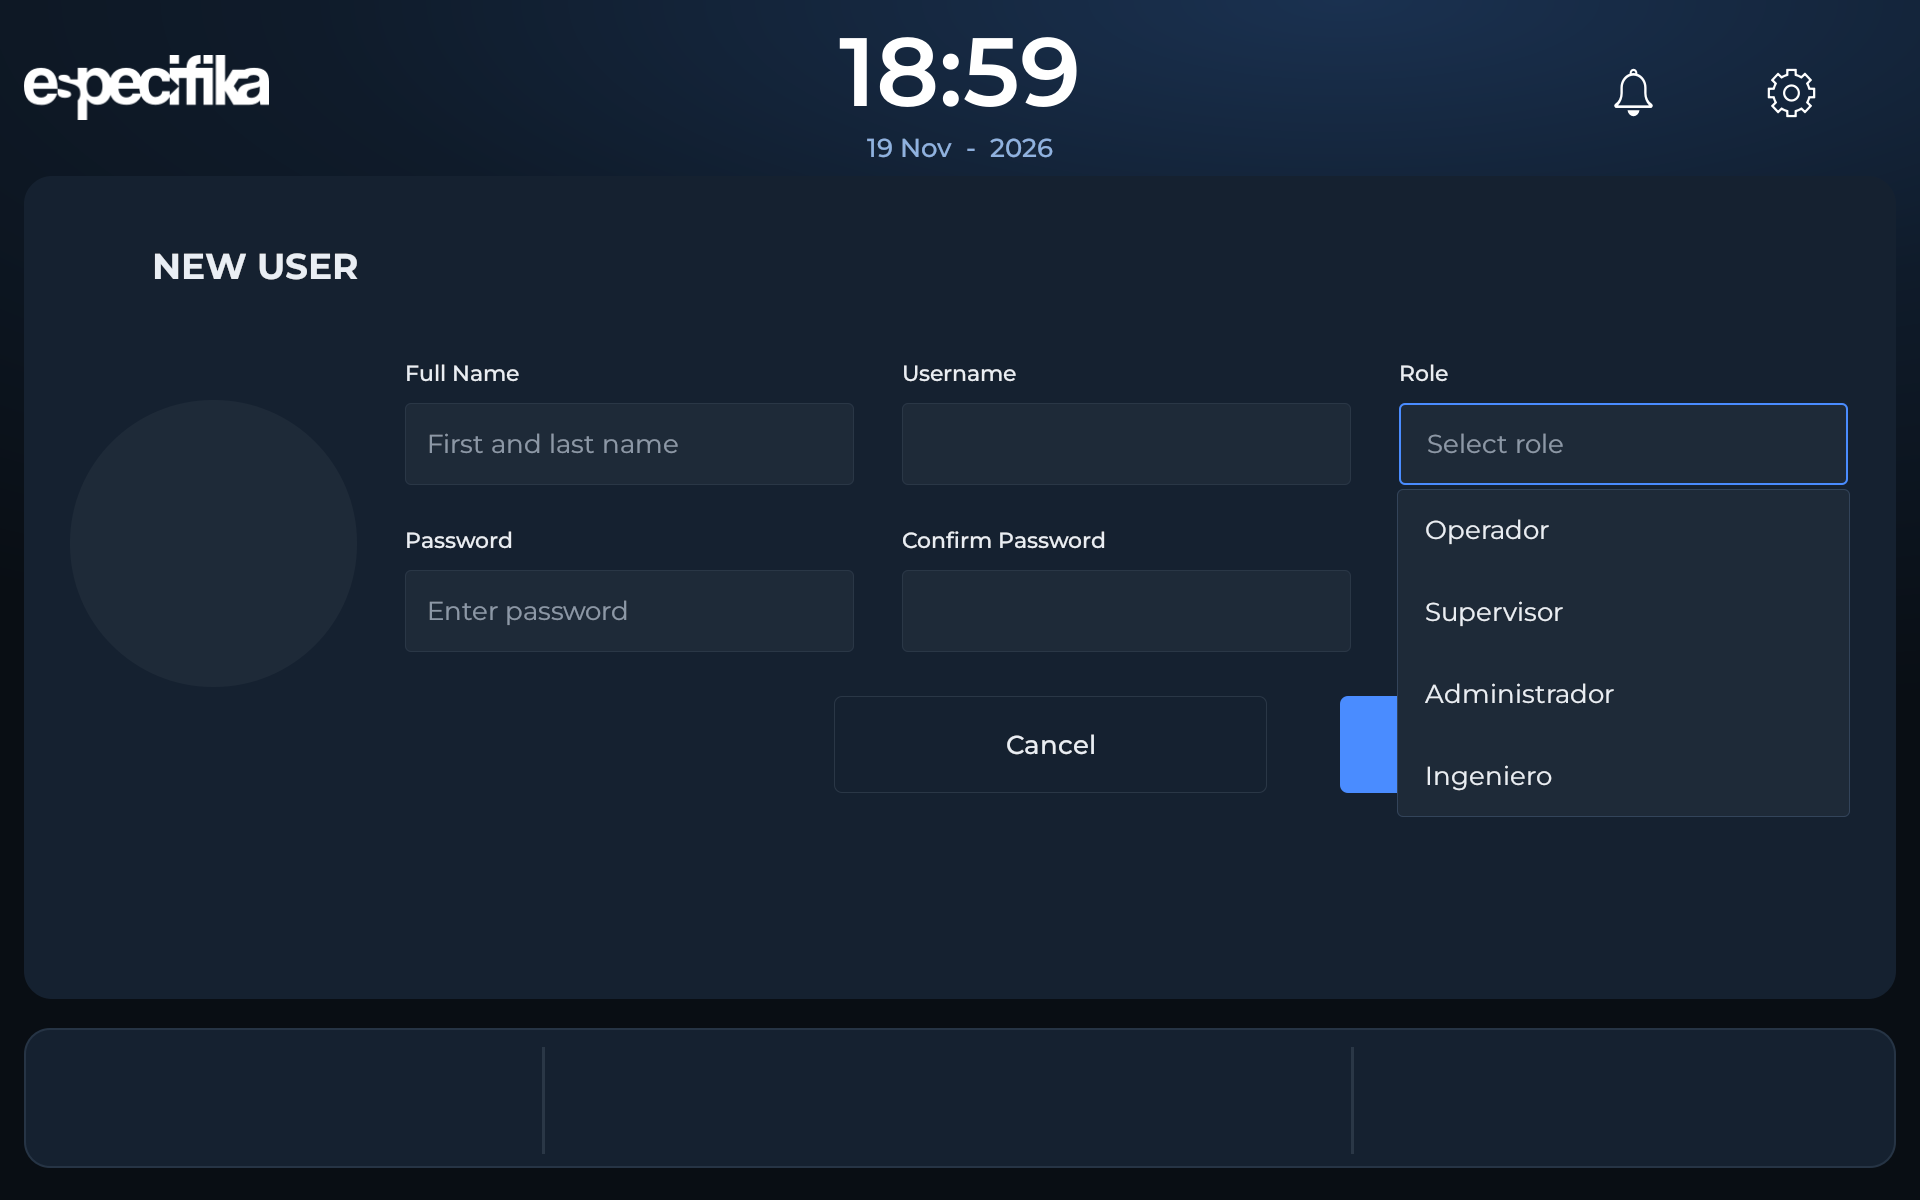 especifika
18:59
19 Nov - 2026
NEW USER
Full Name
Username
Role
First and last name
Select role
Password
Confirm Password
Enter password
Operador
Supervisor
Administrador
Ingeniero
Cancel